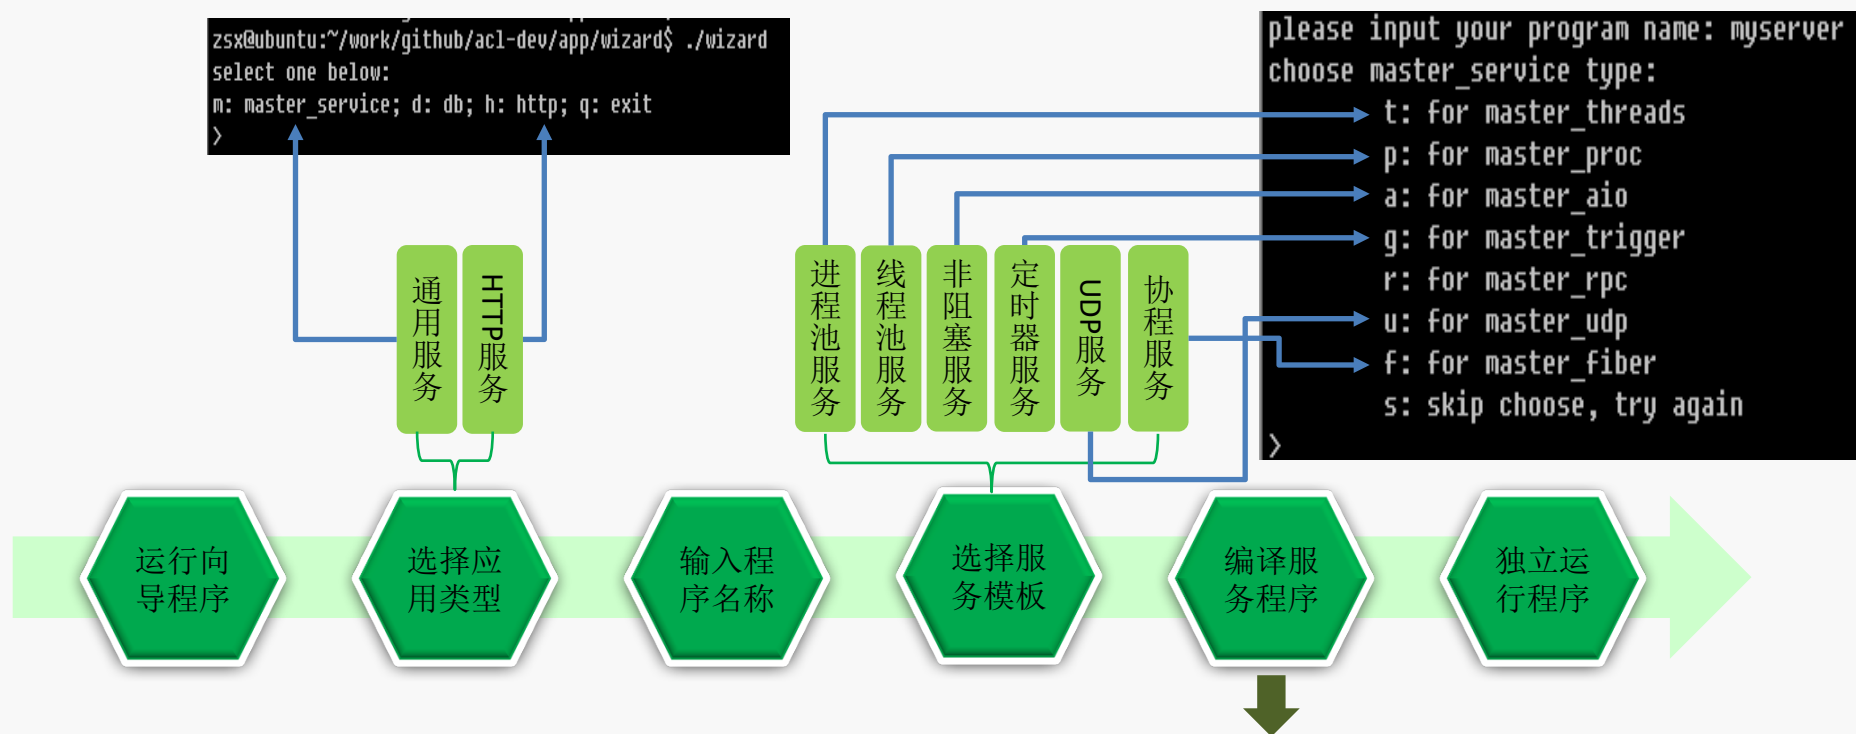 zsx@ubuntu:~/work/github/acl-dev/app/wizard$ ./wizard
select one below:
m: master_service; d: db; h: http; q: exit
>
please input your program name: myserver
choose master_service type:
t: for master_threads
p: for master_proc
a: for master_aio
g: for master_trigger
r: for master_rpc
u: for master_udp
f: for master_fiber
s: skip choose, try again
>
通用服务
HTTP服务
进程池服务
线程池服务
非阻塞服务
定时器服务
UDP服务
协程服务
运行向
导程序
选择应
用类型
输入程
序名称
选择服
务模板
编译服
务程序
独立运
行程序